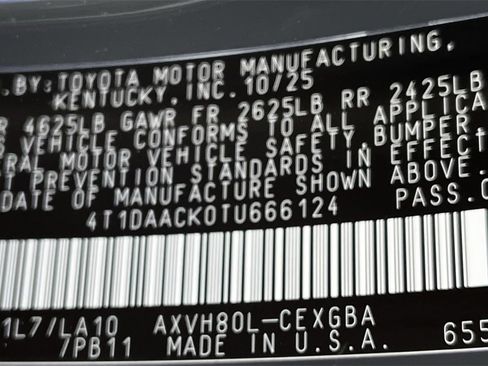 .BY: TOYOTA MOTOR MANUFACTURING,
KENTUCKY, INC. 10/25
R 4625LB GAWR FR 2625LB RR 2425LB
VEHICLE CONFORMS TO ALL APPLICA
RAL MOTOR VEHICLE SAFETY, BUMPER,
T PREVENTION STANDARDS IN EFFECT
DATE OF MANUFACTURE SHOWN ABOVE.
4T1DAACK0TU666124 PASS.C
1L7/LA10 AXVH80L-CEXGBA
/PB11 MADE IN U.S.A. 655